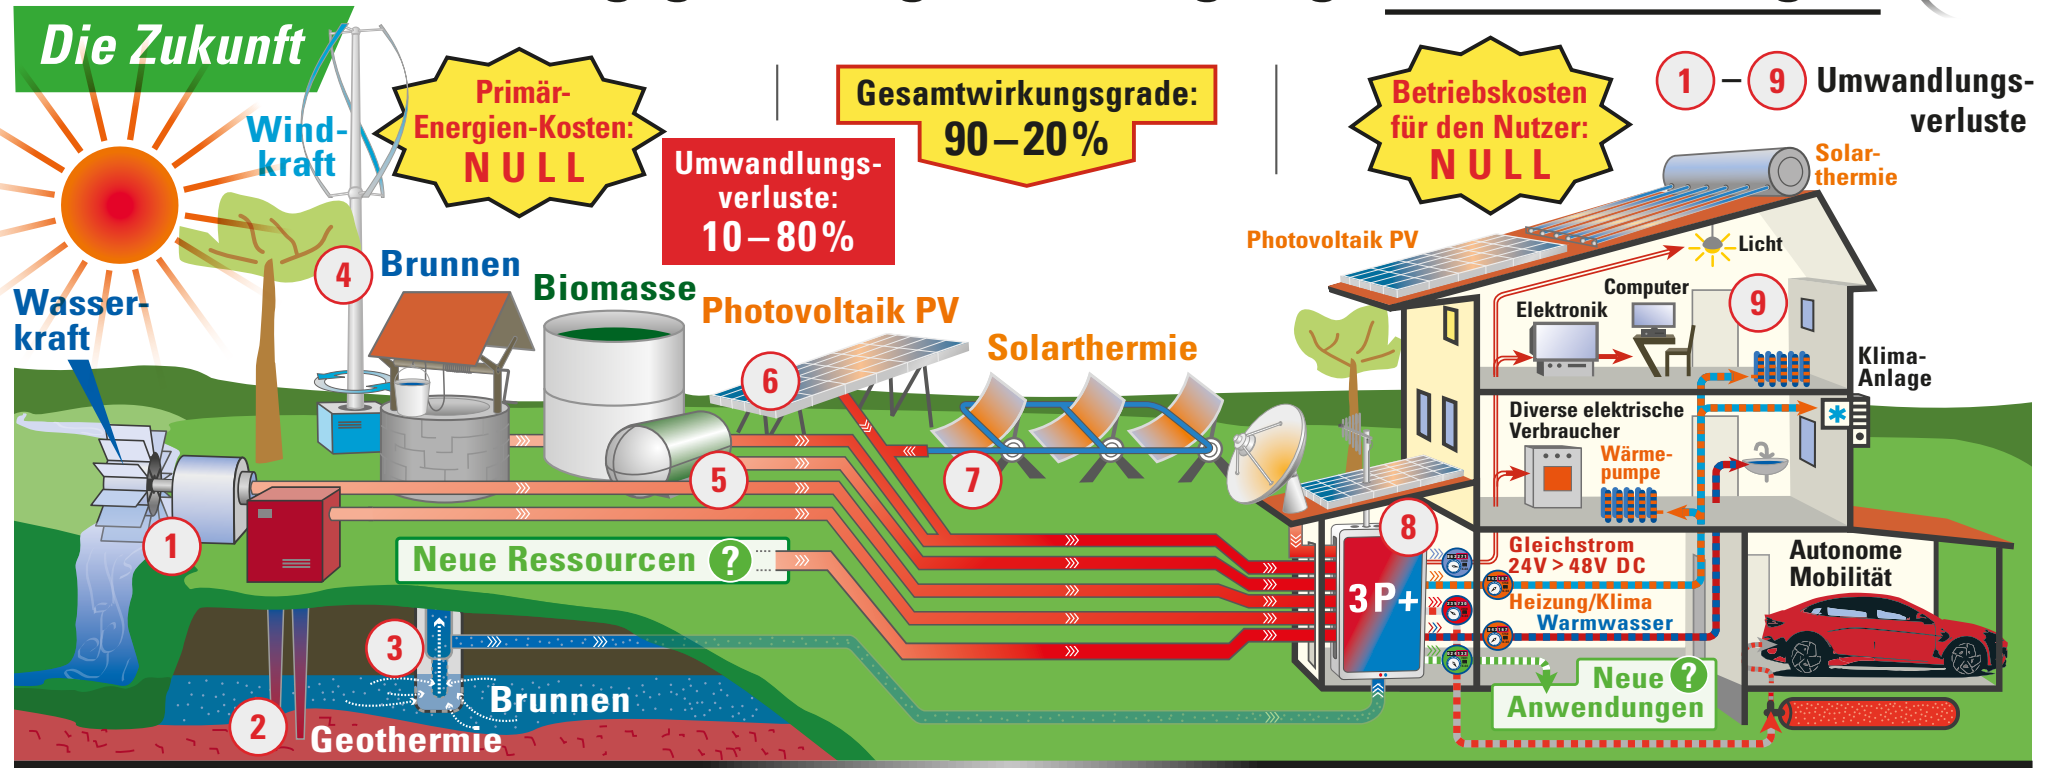 Die Zukunft
Wind-
kraft
Primär-
Energien-Kosten:
NULL
Umwandlungs-
verluste:
10–80%
Gesamtwirkungsgrade:
90–20%
Betriebskosten
für den Nutzer:
NULL
1 – 9 Umwandlungs-
verluste
Solar-
thermie
Photovoltaik PV
Licht
4
Brunnen
Biomasse
Photovoltaik PV
Solarthermie
Wasser-
kraft
Computer
9
Elektronik
Klima-
Anlage
6
Diverse elektrische
Verbraucher
Wärme-
pumpe
5
7
8
1
Neue Ressourcen ?
3P+
Gleichstrom
24V > 48V DC
Heizung/Klima
Warmwasser
Autonome
Mobilität
3
Brunnen
2
Geothermie
Neue ?
Anwendungen